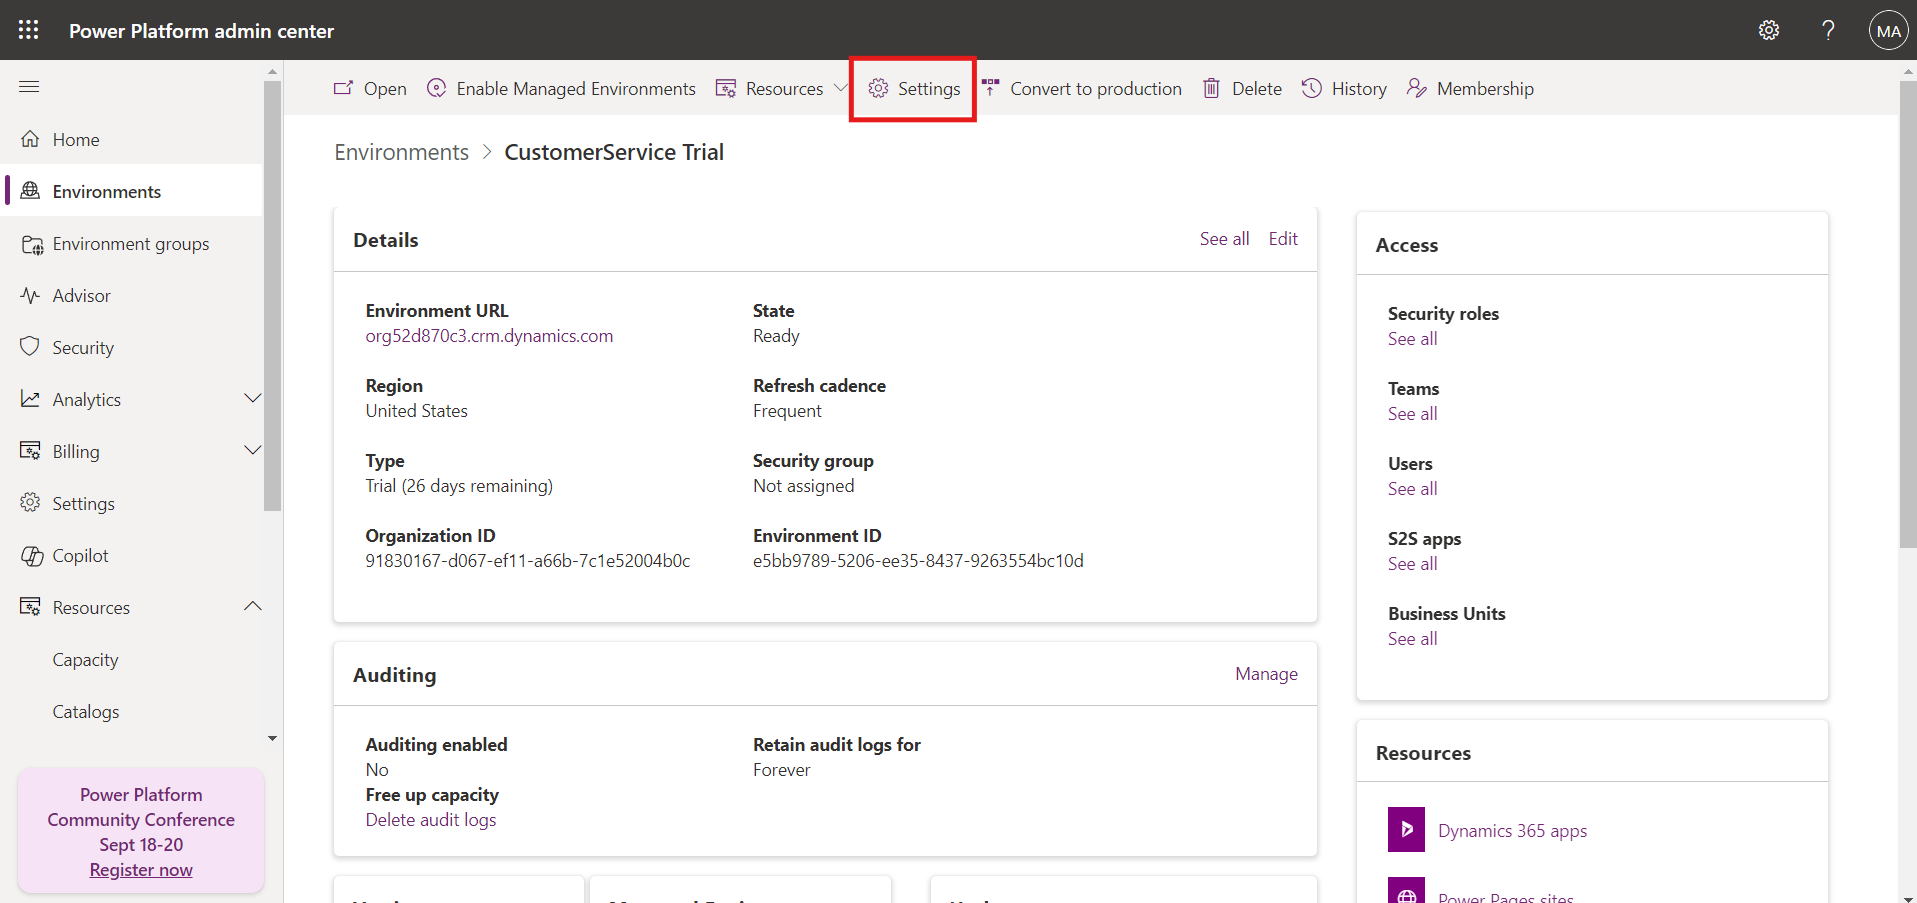 Power Platform admin center
MA
Open
Enable Managed Environments
Resources
Settings
Convert to production
Delete
History
Membership
Home
Environments
Environment groups
Advisor
Security
Analytics
Billing
Settings
Copilot
Resources
Capacity
Catalogs
Power Platform
Community Conference
Sept 18-20
Register now
Environments > CustomerService Trial
Details
See all
Edit
Environment URL
org52d870c3.crm.dynamics.com
State
Ready
Region
United States
Refresh cadence
Frequent
Type
Trial (26 days remaining)
Security group
Not assigned
Organization ID
91830167-d067-ef11-a66b-7c1e52004b0c
Environment ID
e5bb9789-5206-ee35-8437-9263554bc10d
Auditing
Manage
Auditing enabled
No
Retain audit logs for
Forever
Free up capacity
Delete audit logs
Access
Security roles
See all
Teams
See all
Users
See all
S2S apps
See all
Business Units
See all
Resources
Dynamics 365 apps
Power Pages sites